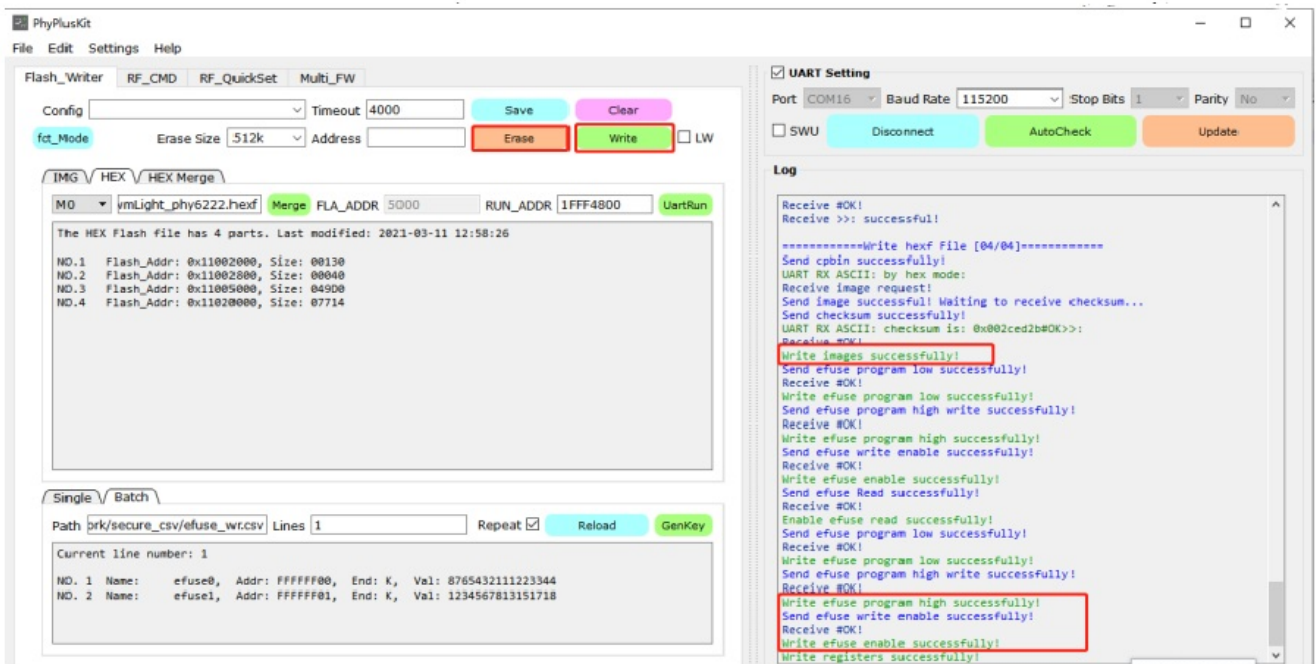 PhyPlusKit
File Edit Settings Help
Flash_Writer RF_CMD RF_QuickSet Multi_FW
Config Timeout 4000 Save Clear
fct_Mode Erase Size 512k Address Erase Write LW
IMG HEX HEX Merge
M0 vmLight_phy6222.hexf Merge FLA_ADDR 5000 RUN_ADDR 1FFF4800 UartRun
The HEX Flash file has 4 parts. Last modified: 2021-03-11 12:58:26
NO.1 Flash_Addr: 0x11002000, Size: 00130
NO.2 Flash_Addr: 0x11002800, Size: 00040
NO.3 Flash_Addr: 0x11005000, Size: 049D0
NO.4 Flash_Addr: 0x11020000, Size: 07714
Single Batch
Path ork/secure_csv/efuse_wr.csv Lines 1 Repeat Reload GenKey
Current line number: 1
NO. 1 Name: efuse0, Addr: FFFFFF00, End: K, Val: 8765432111223344
NO. 2 Name: efuse1, Addr: FFFFFF01, End: K, Val: 1234567813151718
UART Setting
Port COM16 Baud Rate 115200 Stop Bits 1 Parity No
SWU Disconnect AutoCheck Update
Log
Receive #OK!
Receive >>: successful!
============Write hexf File [04/04]============
Send cpbin successfully!
UART RX ASCII: by hex mode:
Receive image request!
Send image successful! Waiting to receive checksum...
Send checksum successfully!
UART RX ASCII: checksum is: 0x002ced2b#OK>>:
Receive #OK!
Write images successfully!
Send efuse program low successfully!
Receive #OK!
Write efuse program low successfully!
Send efuse program high write successfully!
Receive #OK!
Write efuse program high successfully!
Send efuse write enable successfully!
Receive #OK!
Write efuse enable successfully!
Send efuse Read successfully!
Receive #OK!
Enable efuse read successfully!
Send efuse program low successfully!
Receive #OK!
Write efuse program low successfully!
Send efuse program high write successfully!
Receive #OK!
Write efuse program high successfully!
Send efuse write enable successfully!
Receive #OK!
Write efuse enable successfully!
Write registers successfully!